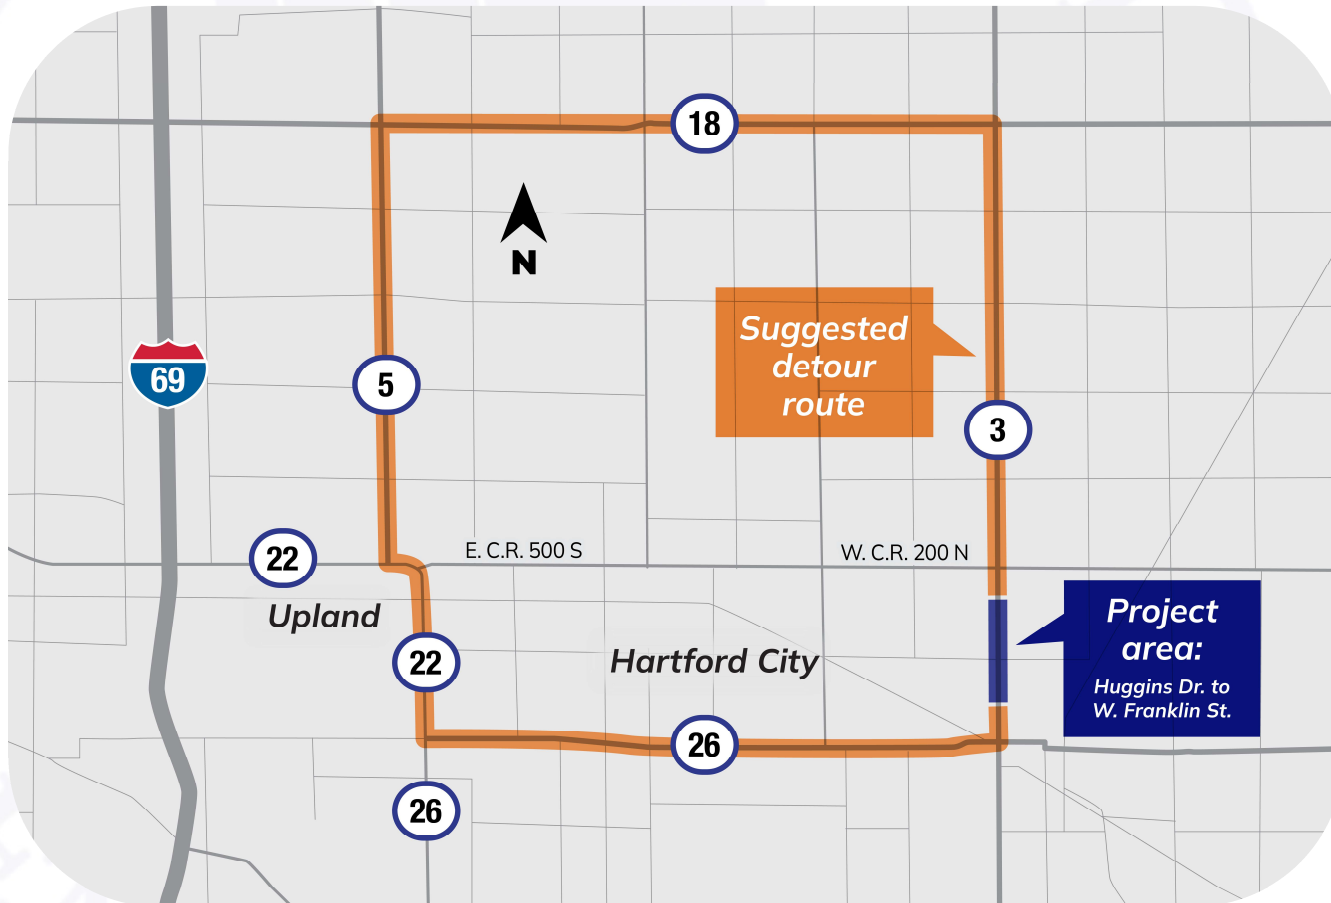 18
N
Suggested
detour
route
69
5
3
22
E. C.R. 500 S
W. C.R. 200 N
Upland
Project
area:
Huggins Dr. to
W. Franklin St.
22
Hartford City
26
26